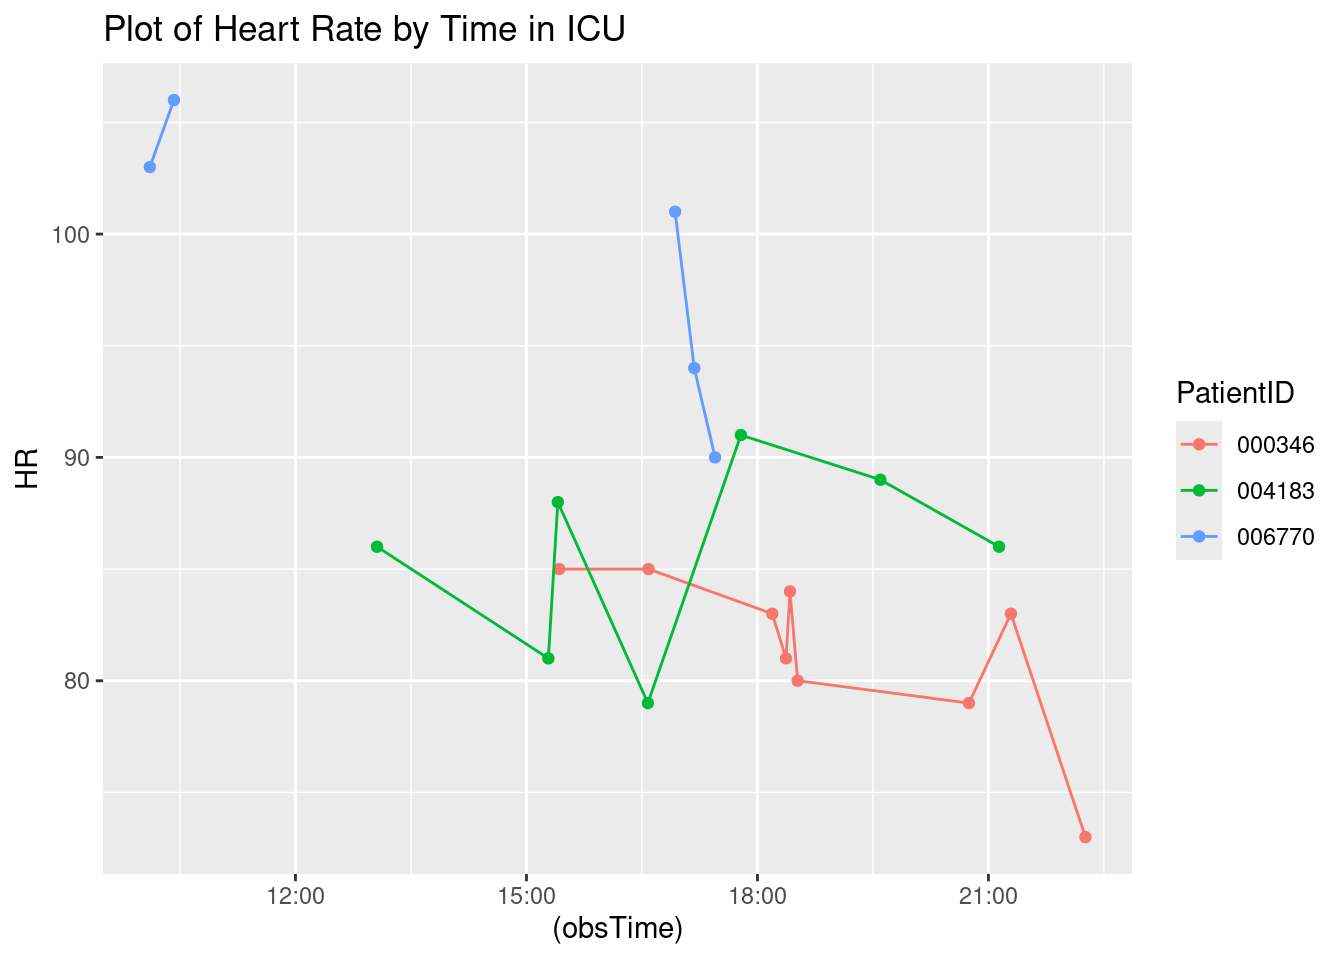 Plot of Heart Rate by Time in ICU
100
90
80
HR
12:00
15:00
18:00
21:00
(obsTime)
PatientID
000346
004183
006770